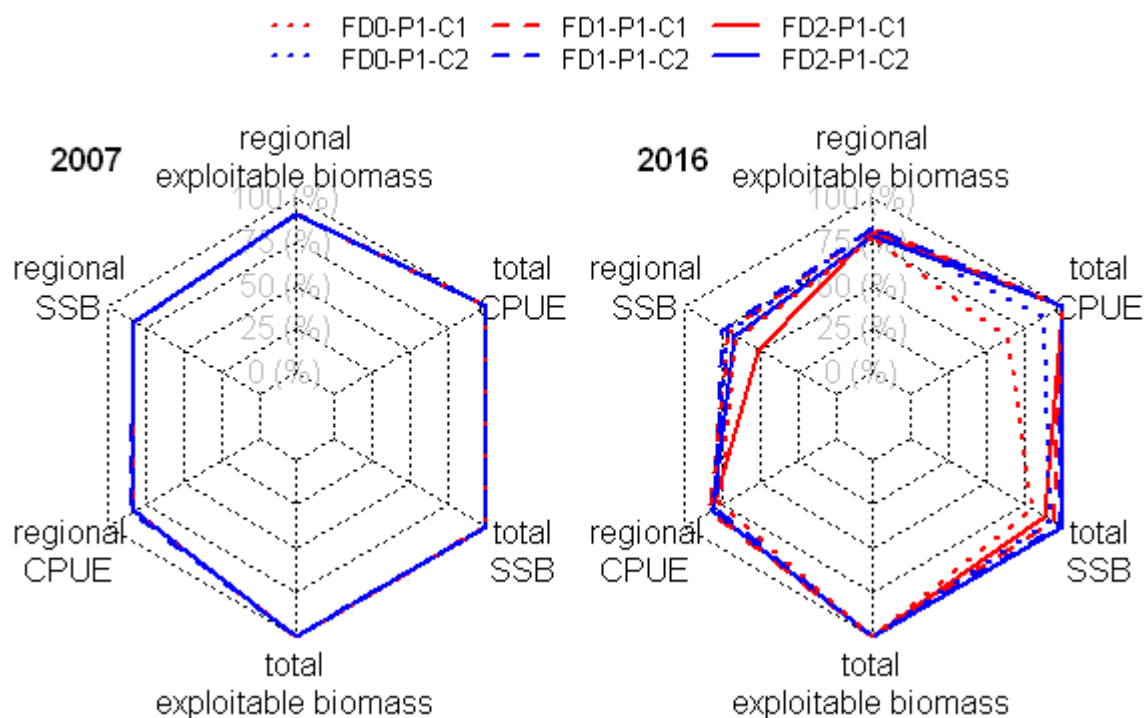 FD0-P1-C1 FD1-P1-C1 FD2-P1-C1
FD0-P1-C2 FD1-P1-C2 FD2-P1-C2
2007
regional
exploitable biomass
100 (%)
75 (%)
50 (%)
25 (%)
0 (%)
regional
SSB
total
CPUE
regional
CPUE
total
SSB
total
exploitable biomass
2016
regional
exploitable biomass
100 (%)
75 (%)
50 (%)
25 (%)
0 (%)
regional
SSB
total
CPUE
regional
CPUE
total
SSB
total
exploitable biomass